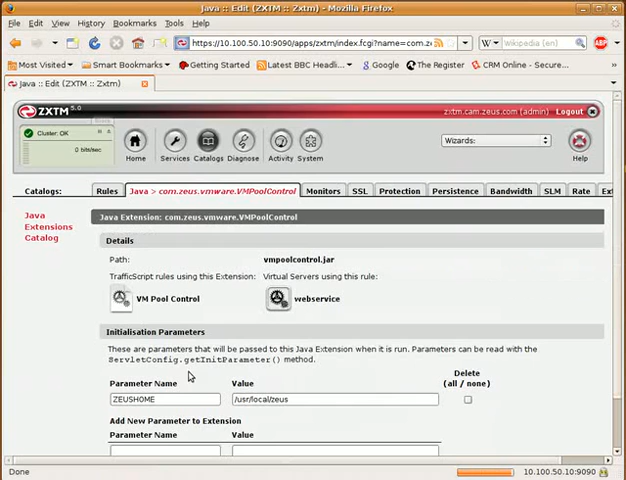 Java :: Edit (ZXTM: Zxtm) - Mozilla Firefox
File Edit View History Bookmarks Tools Help
https://10.100.50.10:9090/apps/zxtm/index.fcgi?name=com.ze
W Wikipedia (en)
ABP
Most Visited Smart Bookmarks Getting Started Latest BBC Headli... Google The Register CRM Online - Secure...
Java :: Edit (ZXTM: Zxtm)
ZXTM 5.0
zxtm.cam.zeus.com (admin) Logout
Cluster: OK
0 bit/sec
Home Services Catalogs Diagnose Activity System
Wizards:
Help
Catalogs: Rules Java > com.zeus.vmware.VMPoolControl Monitors SSL Protection Persistence Bandwidth SLM Rate Ex
Java Extensions Catalog
Java Extension: com.zeus.vmware.VMPoolControl
Details
Path: vmpoolcontrol.jar
TrafficScript rules using this Extension: Virtual Servers using this rule:
VM Pool Control webservice
Initialisation Parameters
These are parameters that will be passed to this Java Extension when it is run. Parameters can be read with the
ServletConfig.getInitParameter() method.
Parameter Name Value Delete (all / none)
ZEUSHOME /usr/local/zeus
Add New Parameter to Extension
Parameter Name Value
Done 10.100.50.10:9090